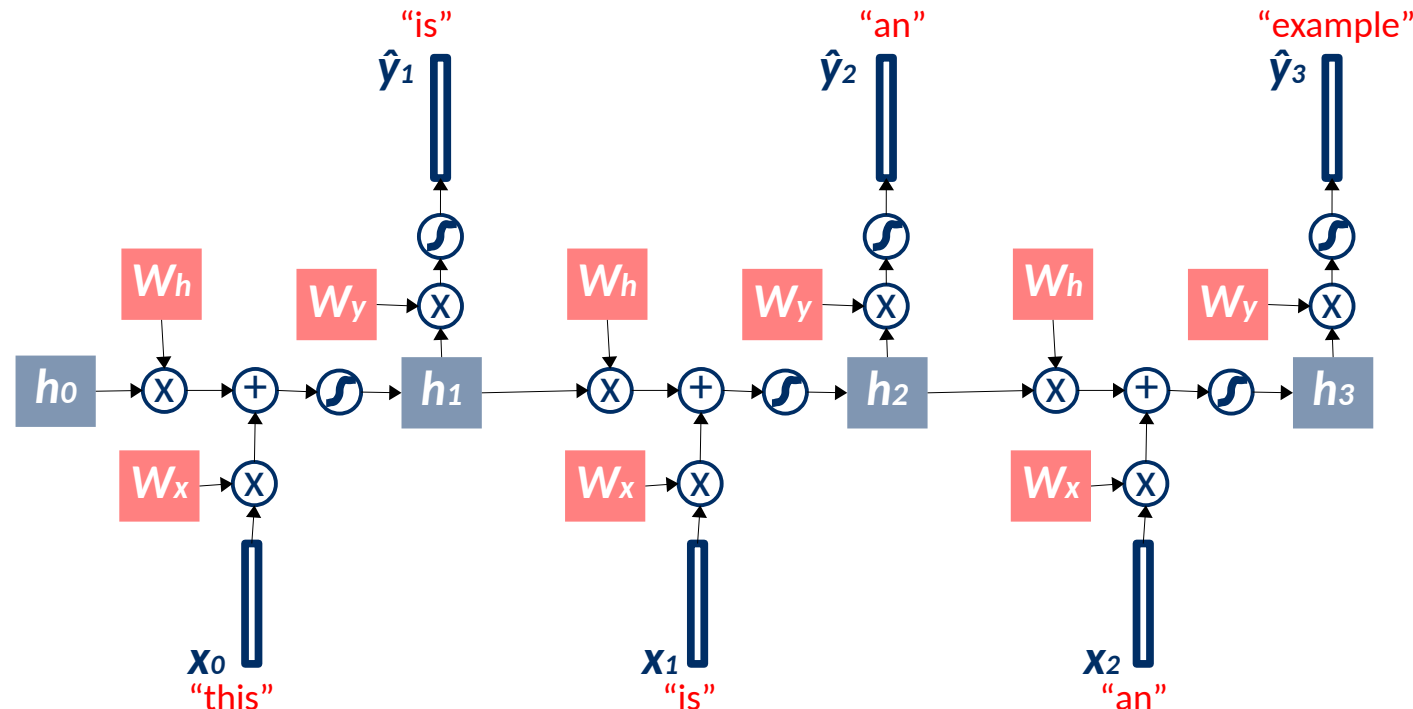 “is” “an” “example”
ŷ1 ŷ2 ŷ3
Wh Wy X Wh Wy X Wh Wy X
h0 X + h1 X + h2 X + h3
Wx X Wx X Wx X
x0 x1 x2
“this” “is” “an”